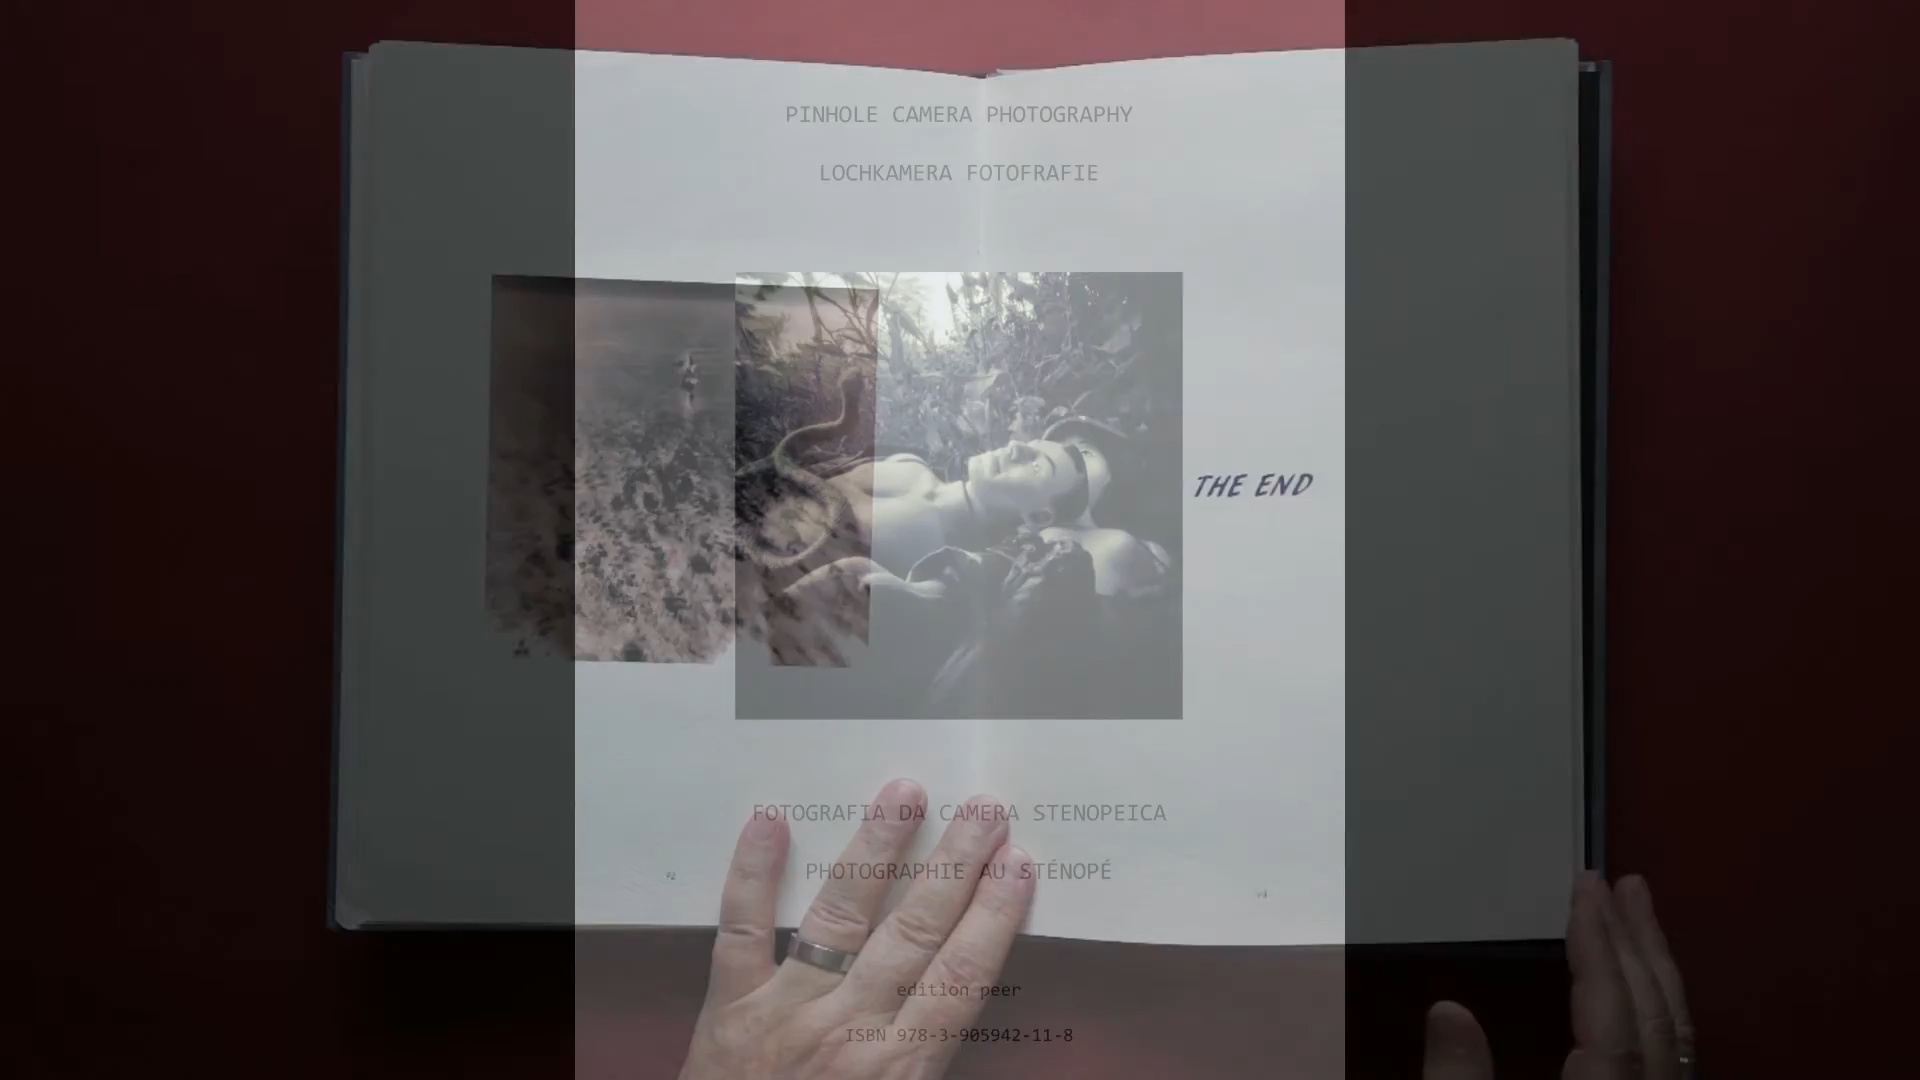 PINHOLE CAMERA PHOTOGRAPHY
LOCHKAMERA FOTOFRAFIE
THE END
FOTOGRAFIA DA CAMERA STENOPEICA
PHOTOGRAPHIE AU STÉNOPÉ
edition peer
ISBN 978-3-905942-11-8